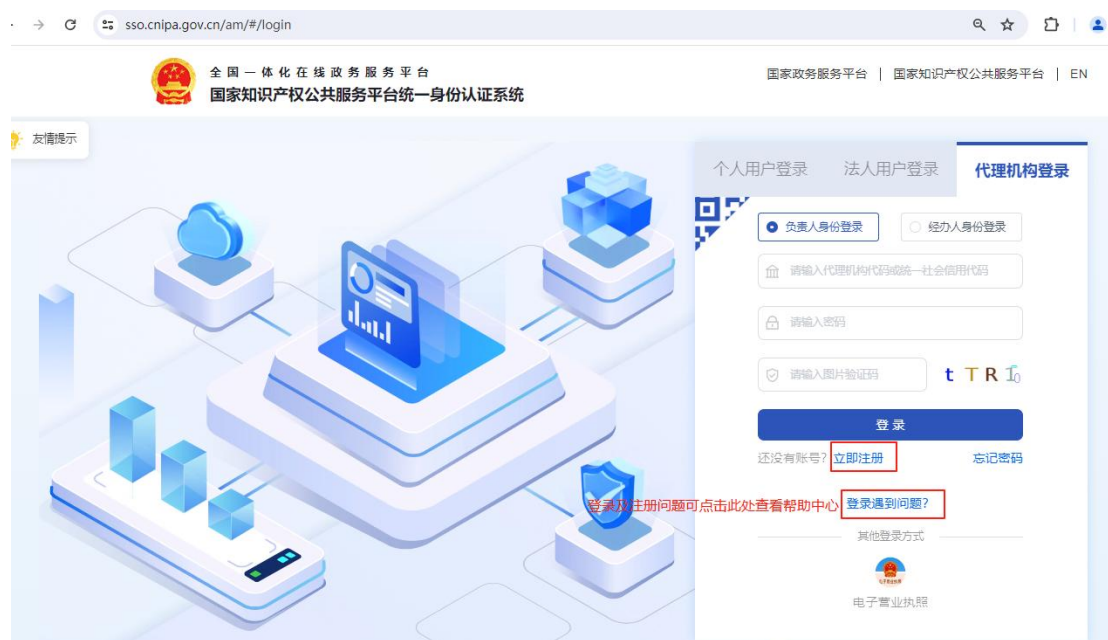 sso.cnipa.gov.cn/am/#/login
全国一体化在线政务服务平台
国家知识产权公共服务平台统一身份认证系统
国家政务服务平台 | 国家知识产权公共服务平台 | EN
友情提示
个人用户登录 法人用户登录 代理机构登录
负责人身份登录 经办人身份登录
请输入代理机构代码或统一社会信用代码
请输入密码
请输入图片验证码
t T R
登录
还没有账号? 立即注册 忘记密码
登录及注册问题可点击此处查看帮助中心 登录遇到问题?
其他登录方式
电子营业执照